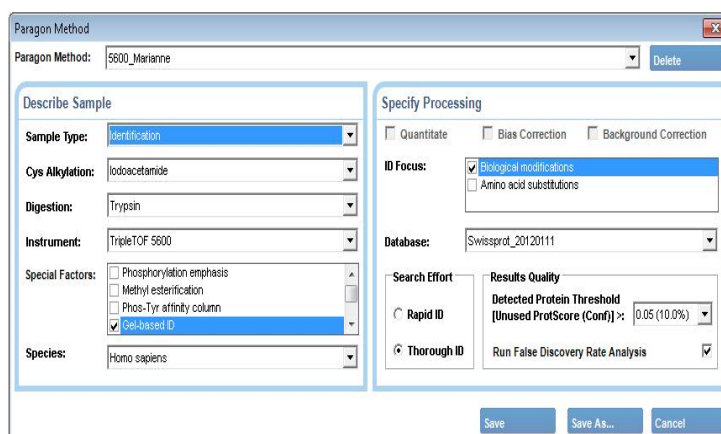 Paragon Method
Paragon Method: 5600_Marianne Delete
Describe Sample
Sample Type: Identification
Cys Alkylation: Iodoacetamide
Digestion: Trypsin
Instrument: TripleTOF 5600
Special Factors: Phosphorylation emphasis
Methyl esterification
Phos-Tyr affinity column
Gel-based ID
Species: Homo sapiens
Specify Processing
Quantitate Bias Correction Background Correction
ID Focus: Biological modifications
Amino acid substitutions
Database: Swissprot_20120111
Search Effort
Rapid ID
Thorough ID
Results Quality
Detected Protein Threshold
[Unused ProtScore (Conf)] >: 0.05 (10.0%)
Run False Discovery Rate Analysis
Save Save As... Cancel